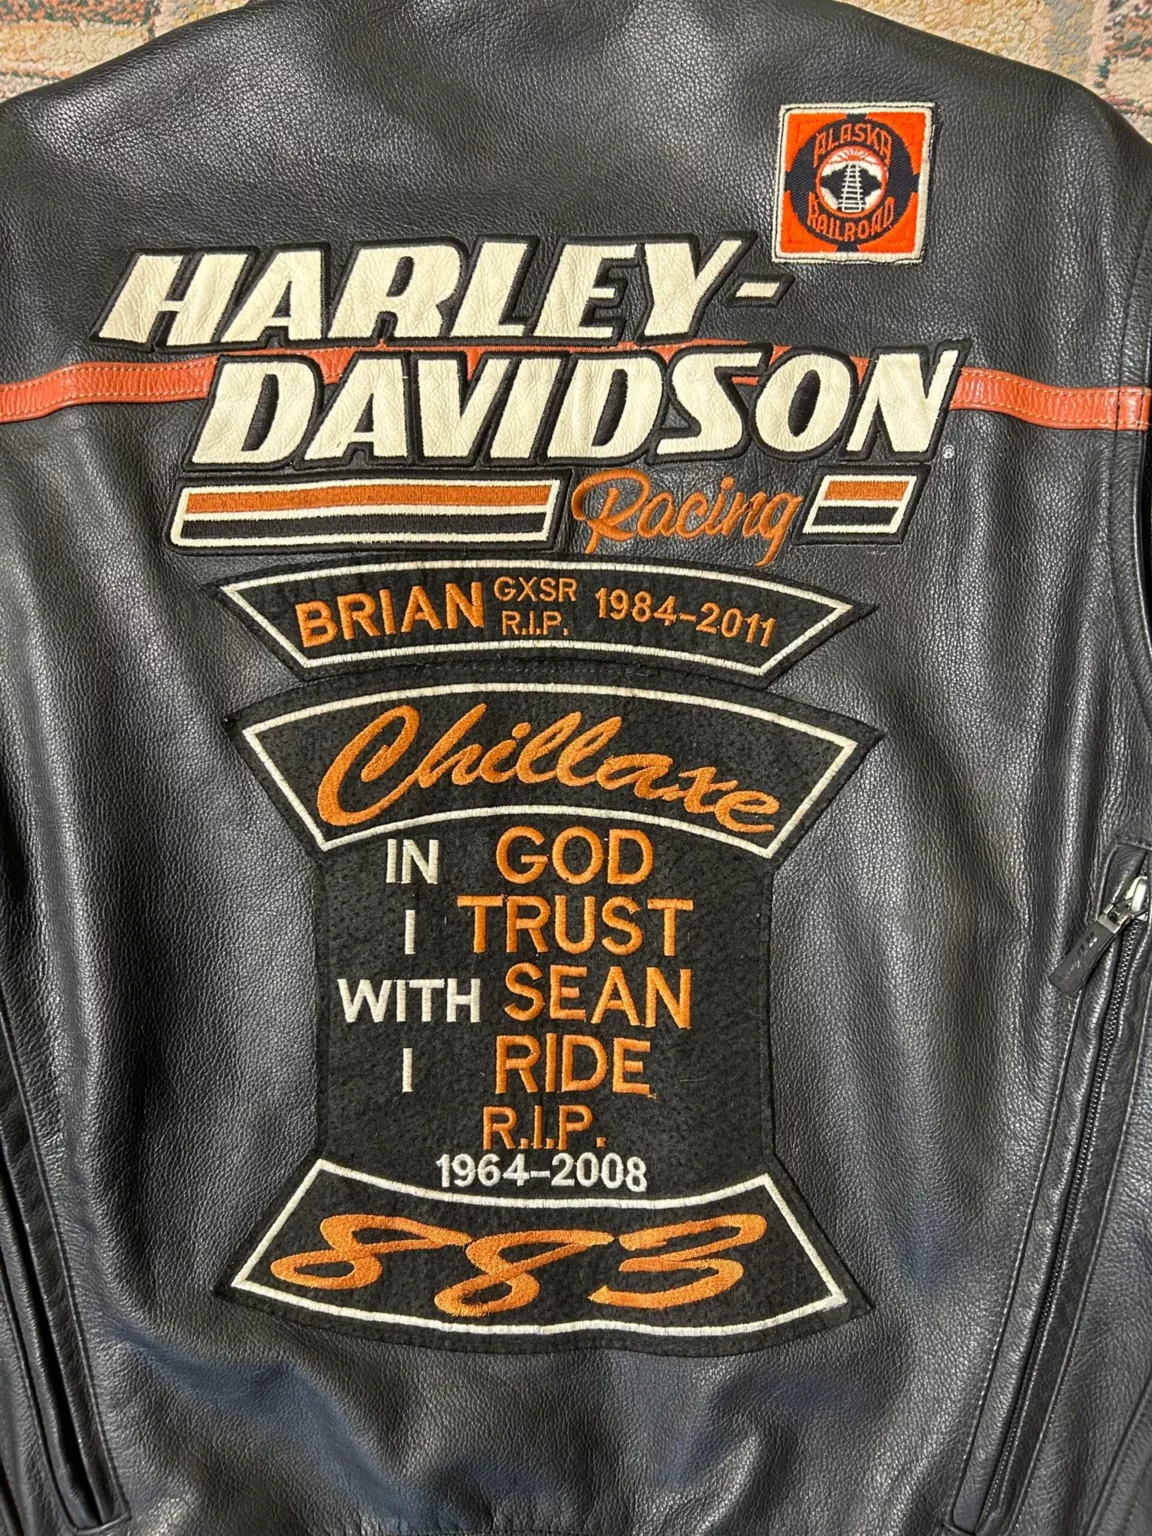 ALASKA
RAILROAD
HARLEY-
DAVIDSON®
Racing
BRIAN GXSR R.I.P. 1984-2011
Chillaxe
IN GOD
I TRUST
WITH SEAN
I RIDE
R.I.P.
1964-2008
883